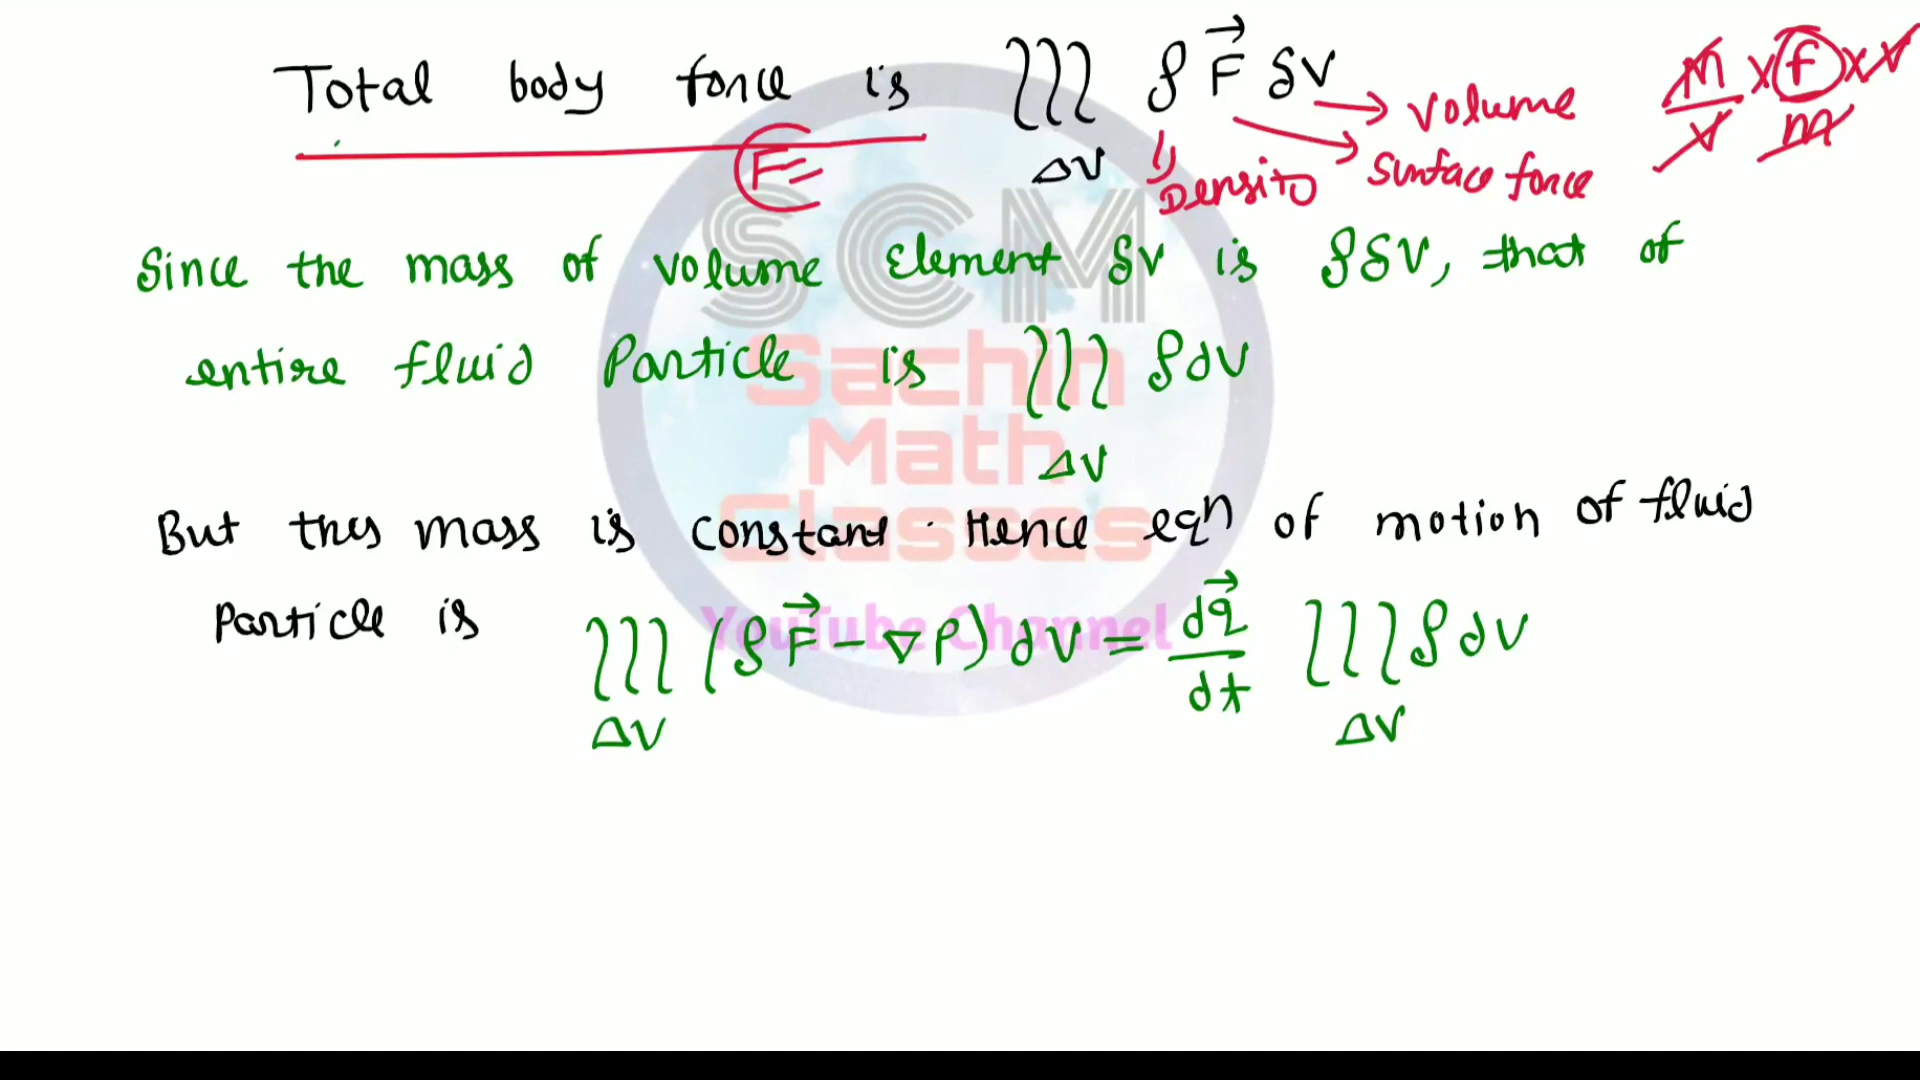 Total body force is ∭ ρ F⃗ δV → volume M/V × f/m × V
ΔV
F=
Density
Surface force
Since the mass of volume element δV is ρδV, that of
entire fluid particle is ∭ ρdV
ΔV
But this mass is constant. Hence eqn of motion of fluid
particle is ∭ (ρF⃗ - ∇P) dV = dq⃗/dt ∭ ρdV
ΔV ΔV
SCM
Sachin
Math
Classes
YouTube Channel